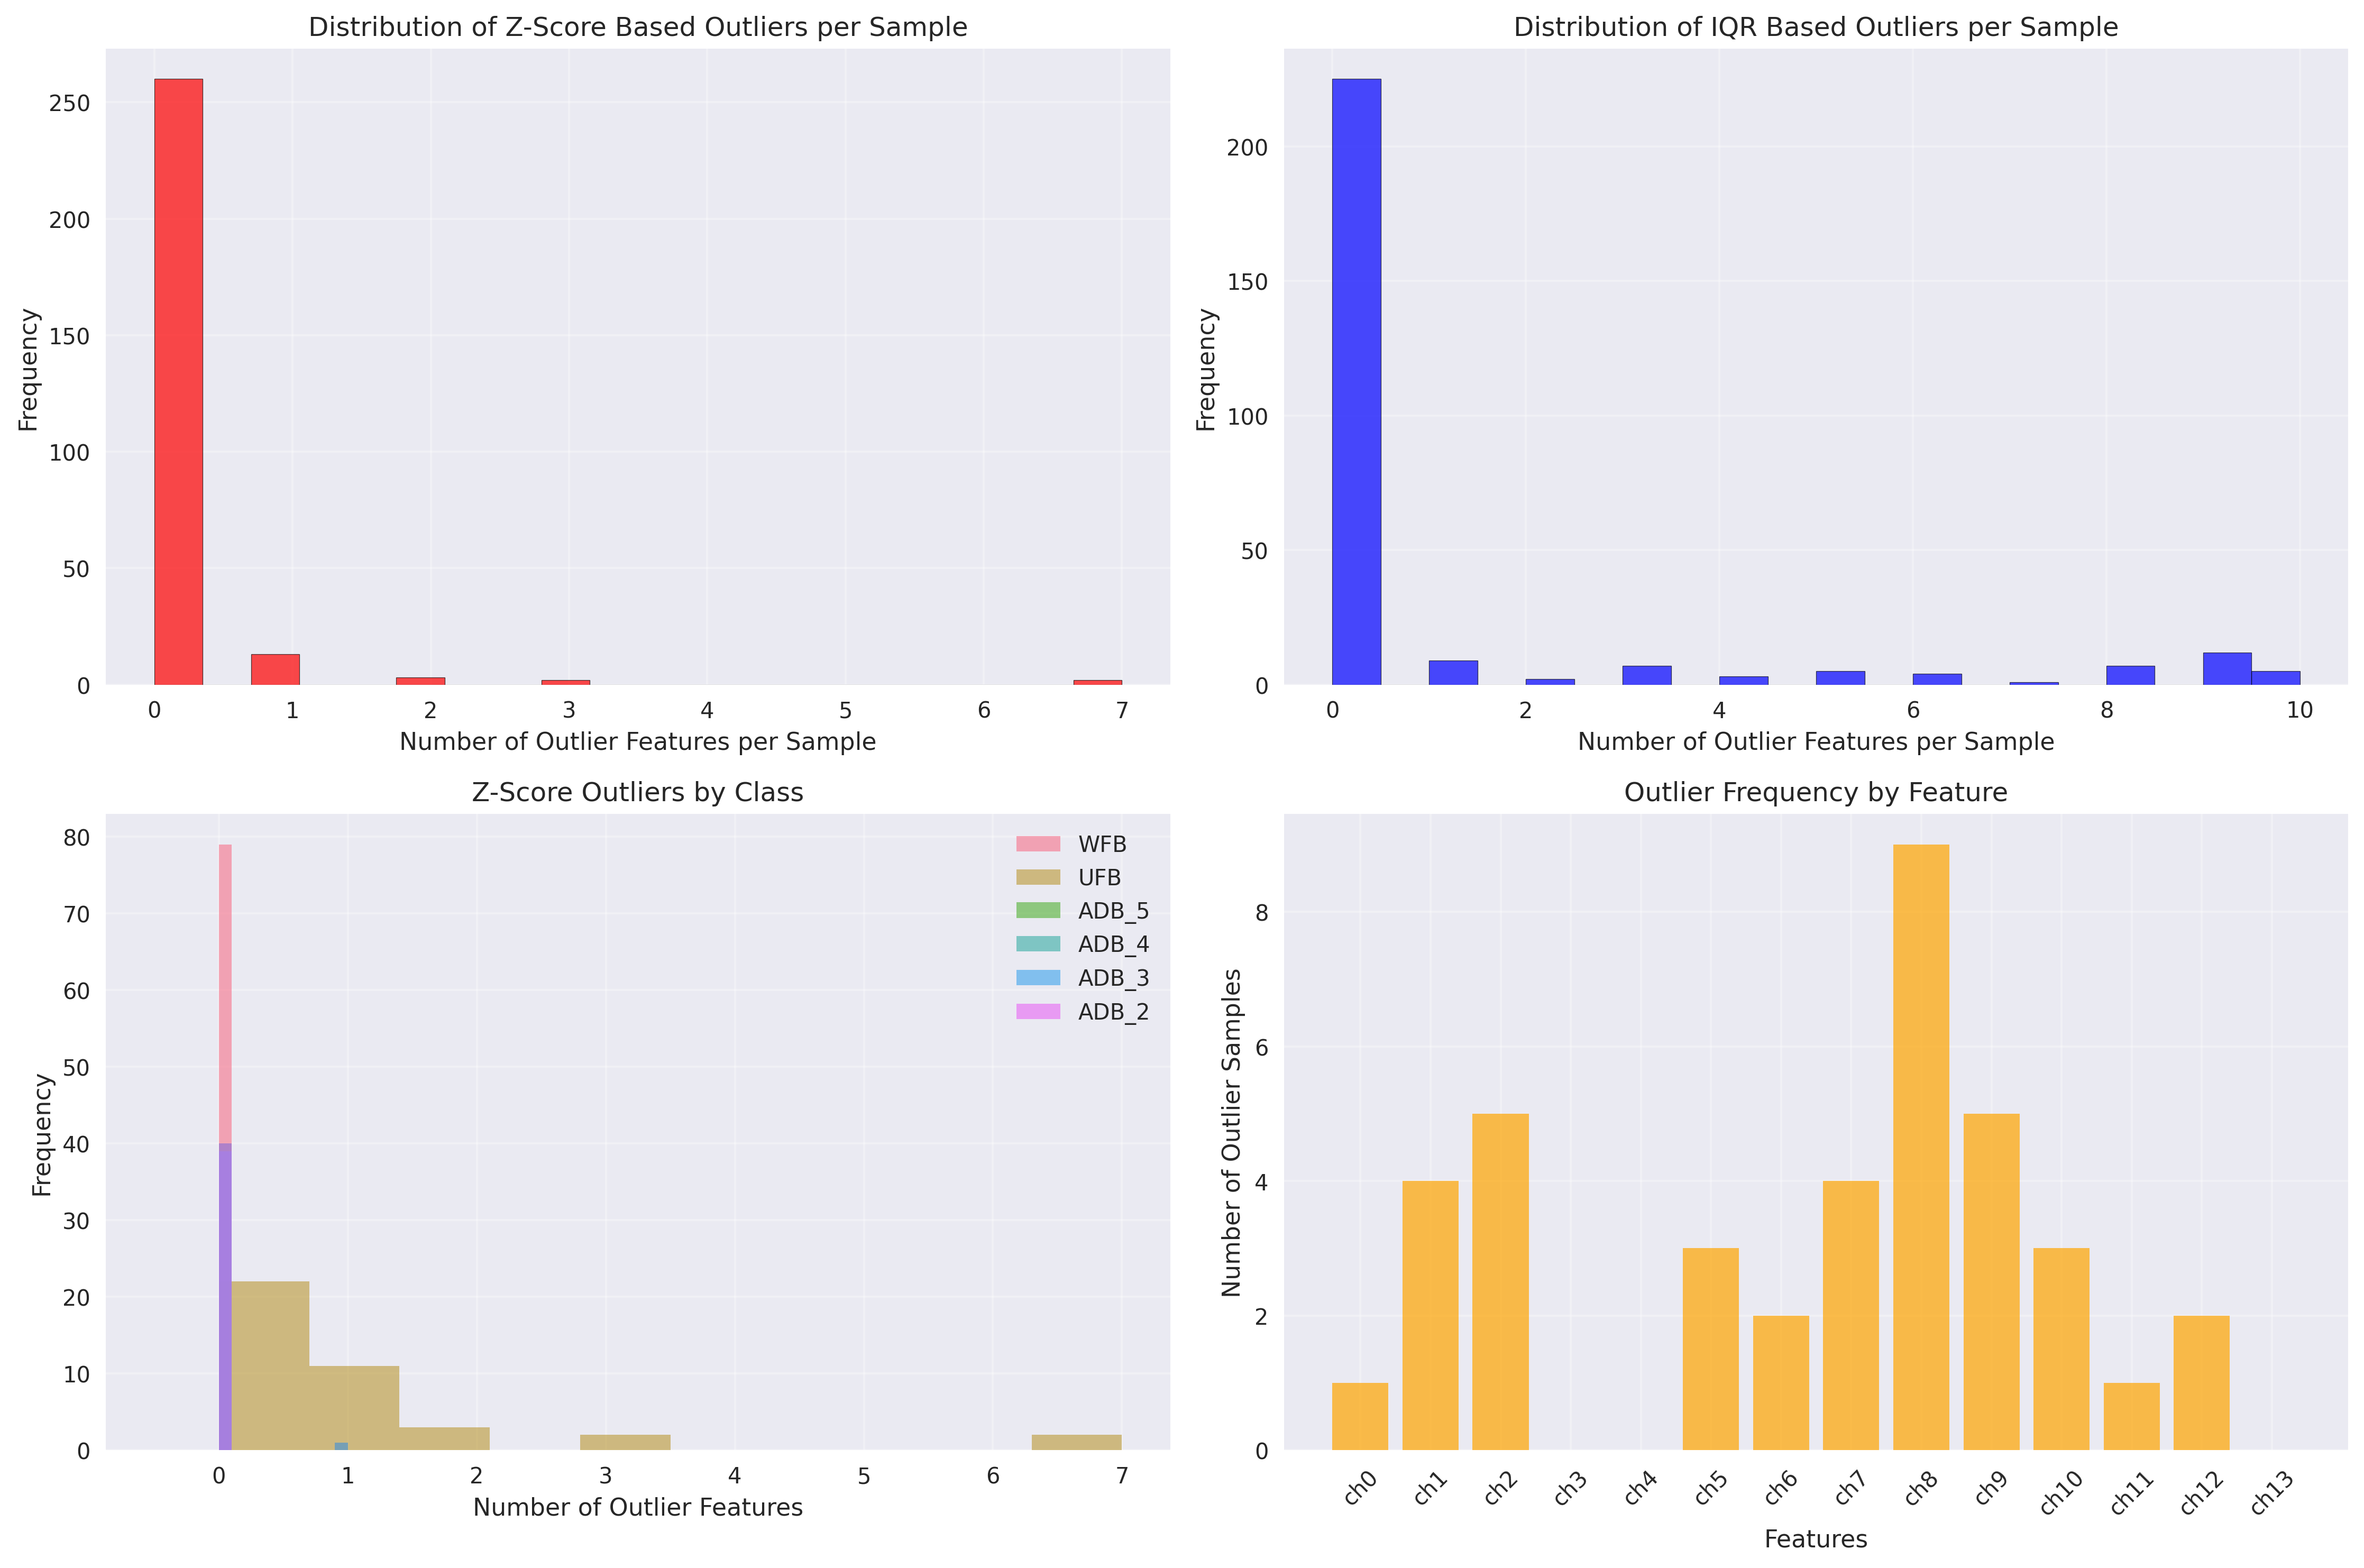 Distribution of Z-Score Based Outliers per Sample
Frequency
250
200
150
100
50
0
0 1 2 3 4 5 6 7
Number of Outlier Features per Sample
Distribution of IQR Based Outliers per Sample
Frequency
200
150
100
50
0
0 2 4 6 8 10
Number of Outlier Features per Sample
Z-Score Outliers by Class
Frequency
80
70
60
50
40
30
20
10
0
WFB
UFB
ADB_5
ADB_4
ADB_3
ADB_2
0 1 2 3 4 5 6 7
Number of Outlier Features
Outlier Frequency by Feature
Number of Outlier Samples
8
6
4
2
0
ch0 ch1 ch2 ch3 ch4 ch5 ch6 ch7 ch8 ch9 ch10 ch11 ch12 ch13
Features